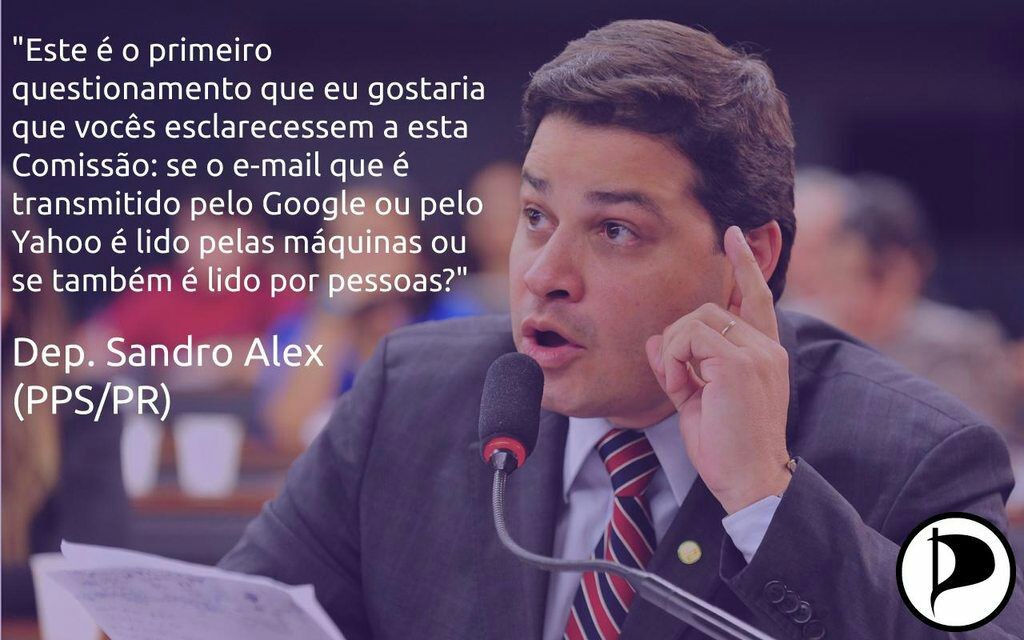 "Este é o primeiro
questionamento que eu gostaria
que vocês esclarecessem a esta
Comissão: se o e-mail que é
transmitido pelo Google ou pelo
Yahoo é lido pelas máquinas ou
se também é lido por pessoas?"
Dep. Sandro Alex
(PPS/PR)